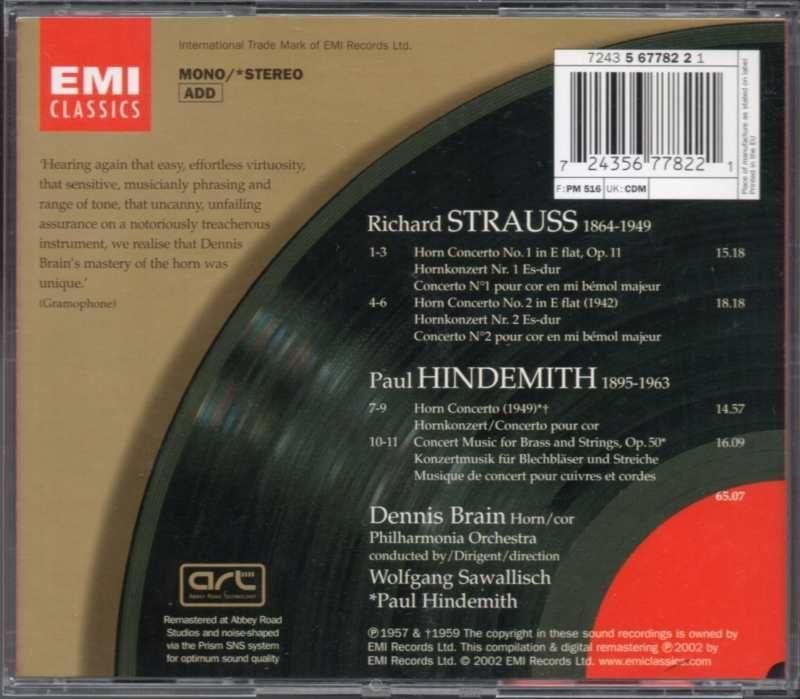 EMI
CLASSICS
International Trade Mark of EMI Records Ltd.
MONO/*STEREO
ADD
7243 5 67782 2 1
7 24356 77822 1
F: PM 516 UK: CDM
Place of manufacture as stated on label
Printed in the EU
'Hearing again that easy, effortless virtuosity,
that sensitive, musicianly phrasing and
range of tone, that uncanny, unfailing
assurance on a notoriously treacherous
instrument, we realise that Dennis
Brain's mastery of the horn was
unique.'
(Gramophone)
Richard STRAUSS 1864-1949
1-3 Horn Concerto No. 1 in E flat, Op. 11 15.18
Hornkonzert Nr. 1 Es-dur
Concerto N°1 pour cor en mi bémol majeur
4-6 Horn Concerto No. 2 in E flat (1942) 18.18
Hornkonzert Nr. 2 Es-dur
Concerto N°2 pour cor en mi bémol majeur
Paul HINDEMITH 1895-1963
7-9 Horn Concerto (1949)*† 14.57
Hornkonzert/Concerto pour cor
10-11 Concert Music for Brass and Strings, Op. 50* 16.09
Konzertmusik für Blechbläser und Streiche
Musique de concert pour cuivres et cordes
65.07
Dennis Brain Horn/cor
Philharmonia Orchestra
conducted by/Dirigent/direction
Wolfgang Sawallisch
*Paul Hindemith
art
ABBEY ROAD TECHNOLOGY
Remastered at Abbey Road
Studios and noise-shaped
via the Prism SNS system
for optimum sound quality
℗ 1957 & †1959 The copyright in these sound recordings is owned by
EMI Records Ltd. This compilation & digital remastering ℗ 2002 by
EMI Records Ltd. © 2002 EMI Records Ltd. www.emiclassics.com